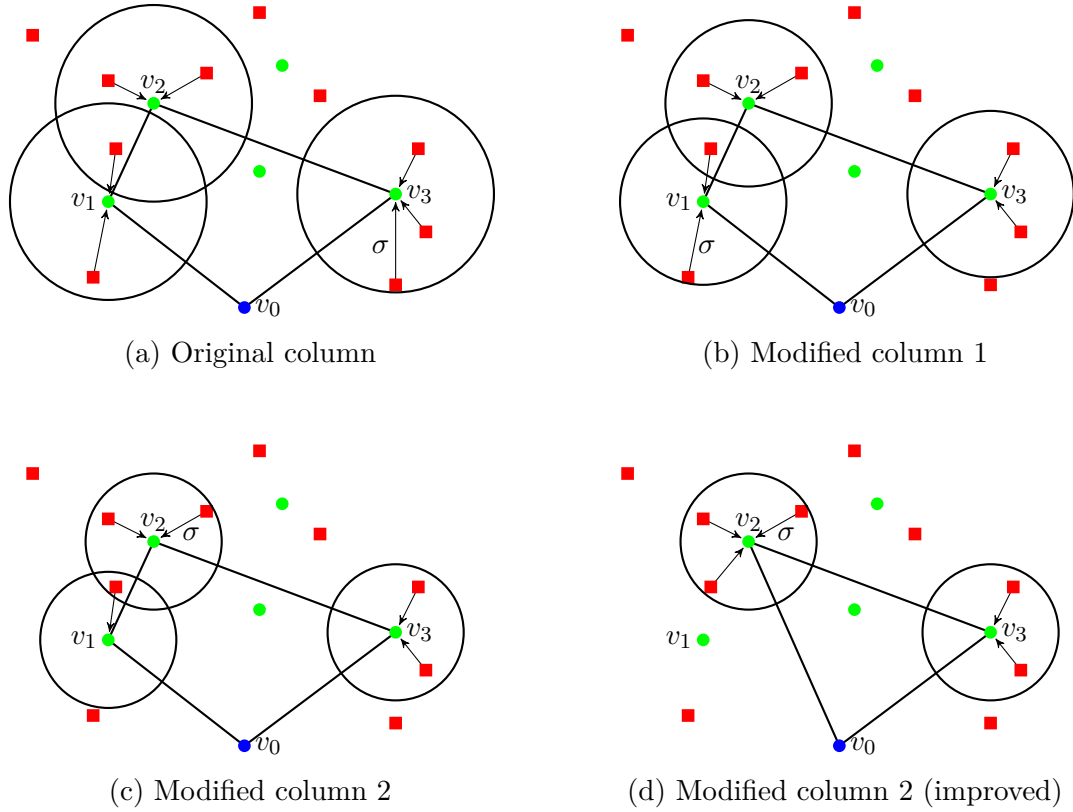 v2
v1
v3
σ
v0
(a) Original column
v2
v1
v3
σ
v0
(b) Modified column 1
v2
σ
v1
v3
v0
(c) Modified column 2
v2
σ
v1
v3
v0
(d) Modified column 2 (improved)